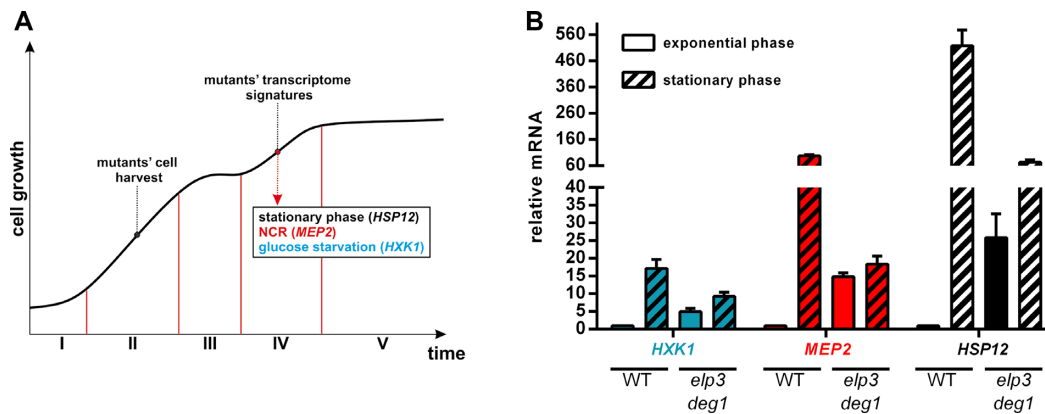 A
cell growth
mutants' transcriptome
signatures
mutants' cell
harvest
stationary phase (HSP12)
NCR (MEP2)
glucose starvation (HXK1)
I II III IV V
time
B
relative mRNA
560
460
360
260
160
60
40
35
30
25
20
15
10
5
0
exponential phase
stationary phase
HXK1 MEP2 HSP12
WT elp3 WT elp3 WT elp3
deg1 deg1 deg1